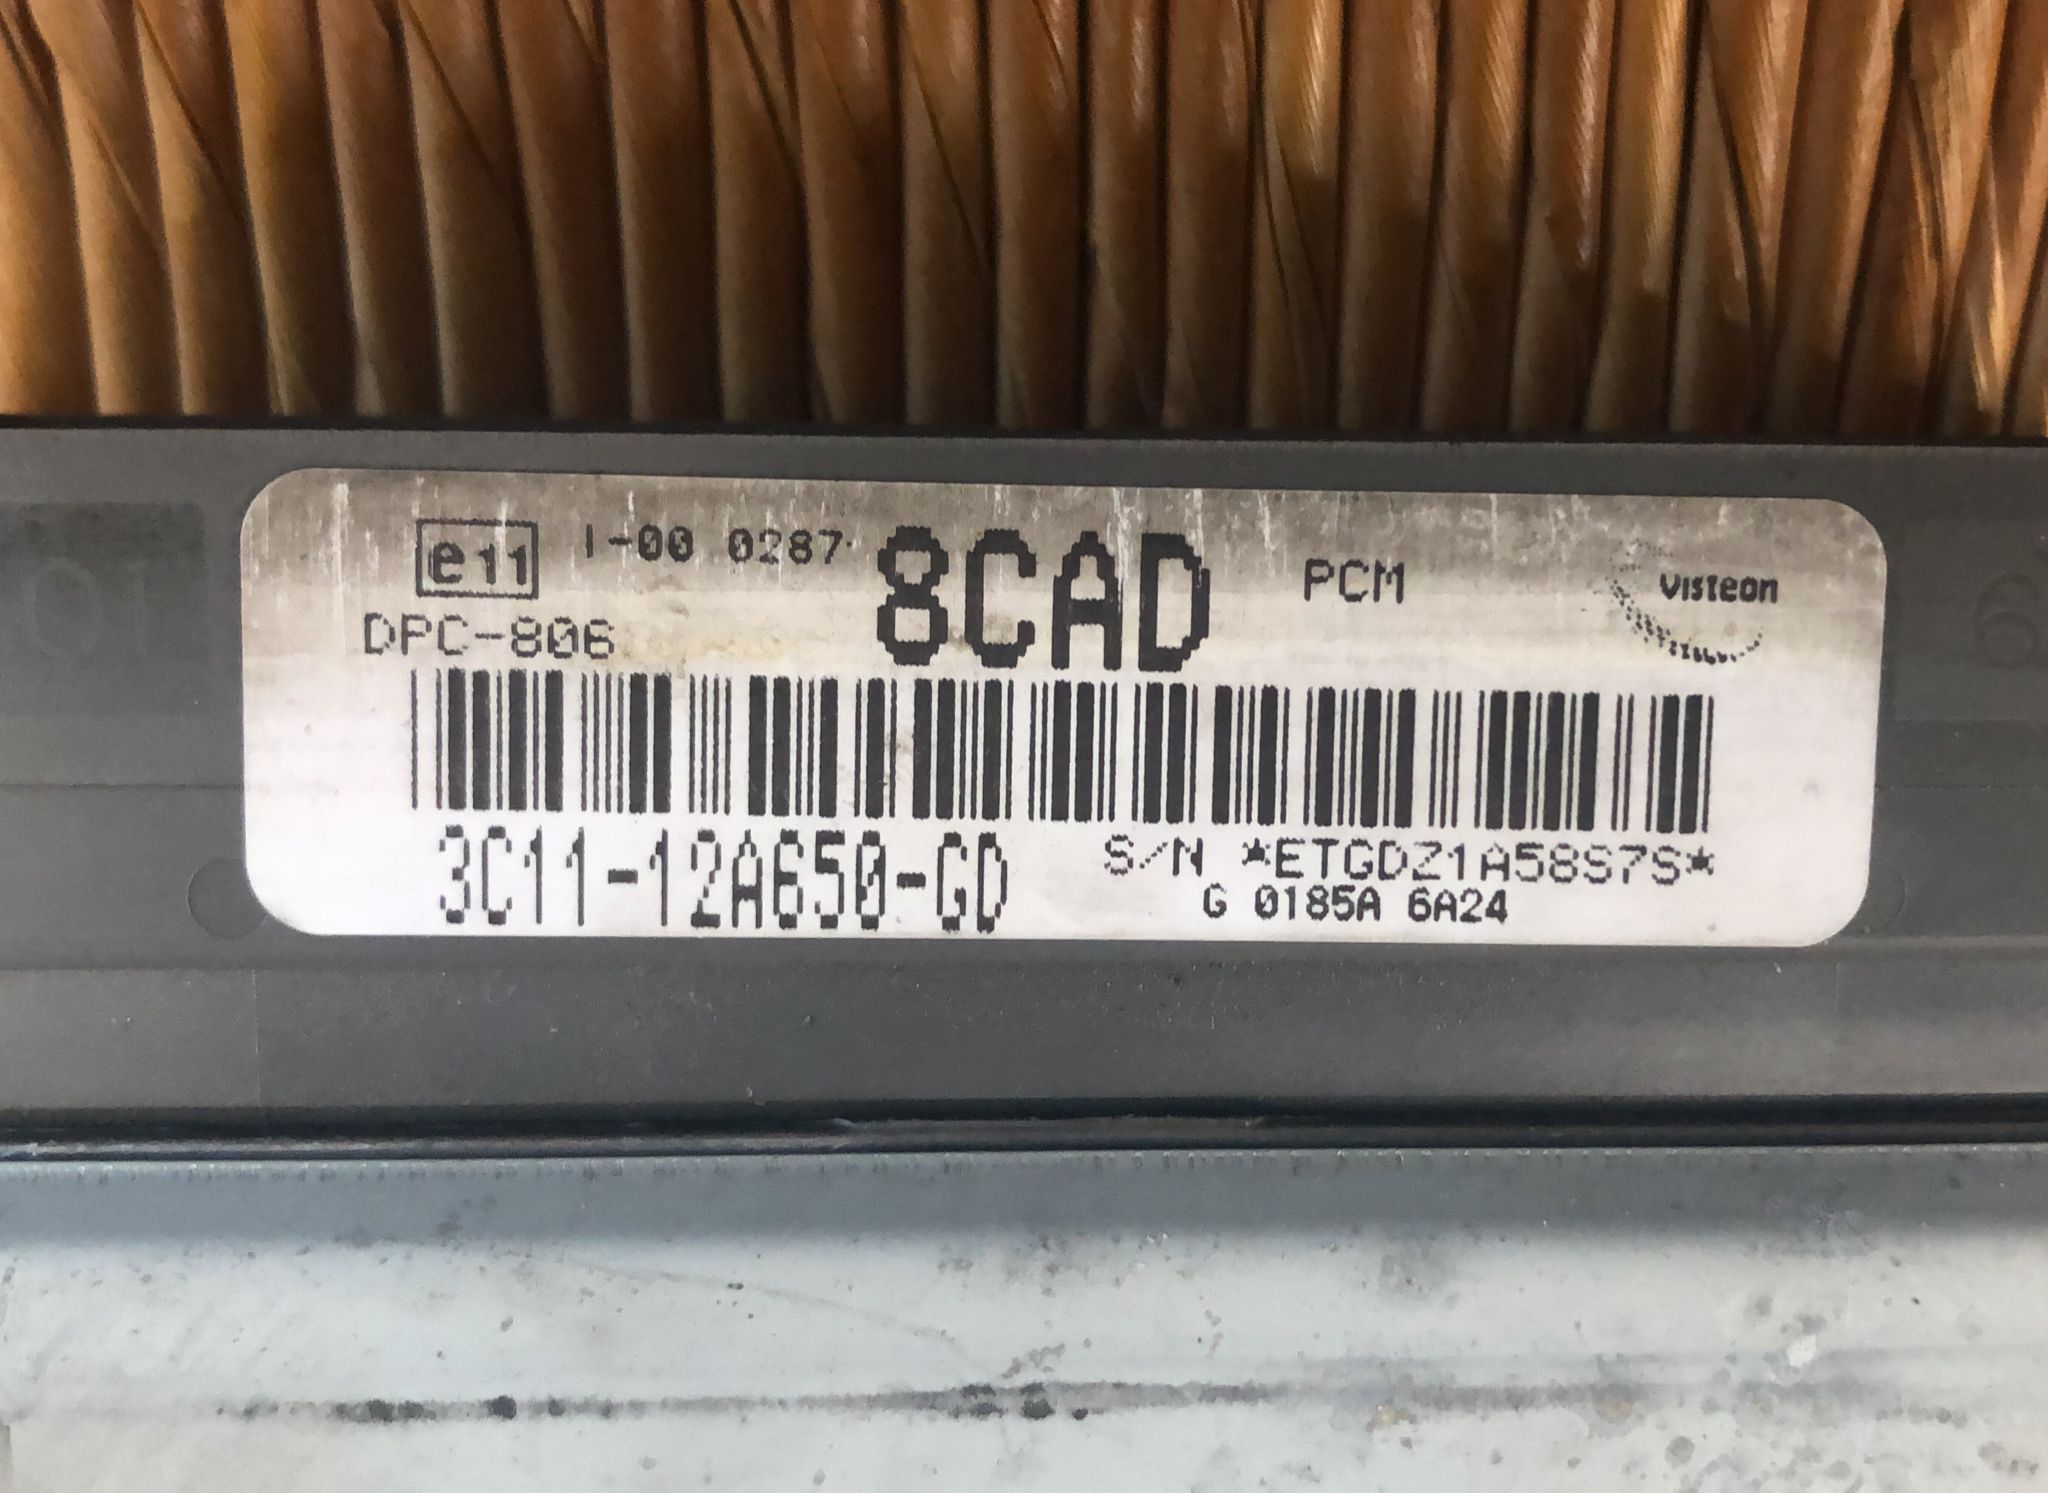 e11 1-00 0287 8CAD PCM Visteon
DPC-806
3C11-12A650-GD S/N *ETGDZ1A58S7S*
G 0185A 6A24